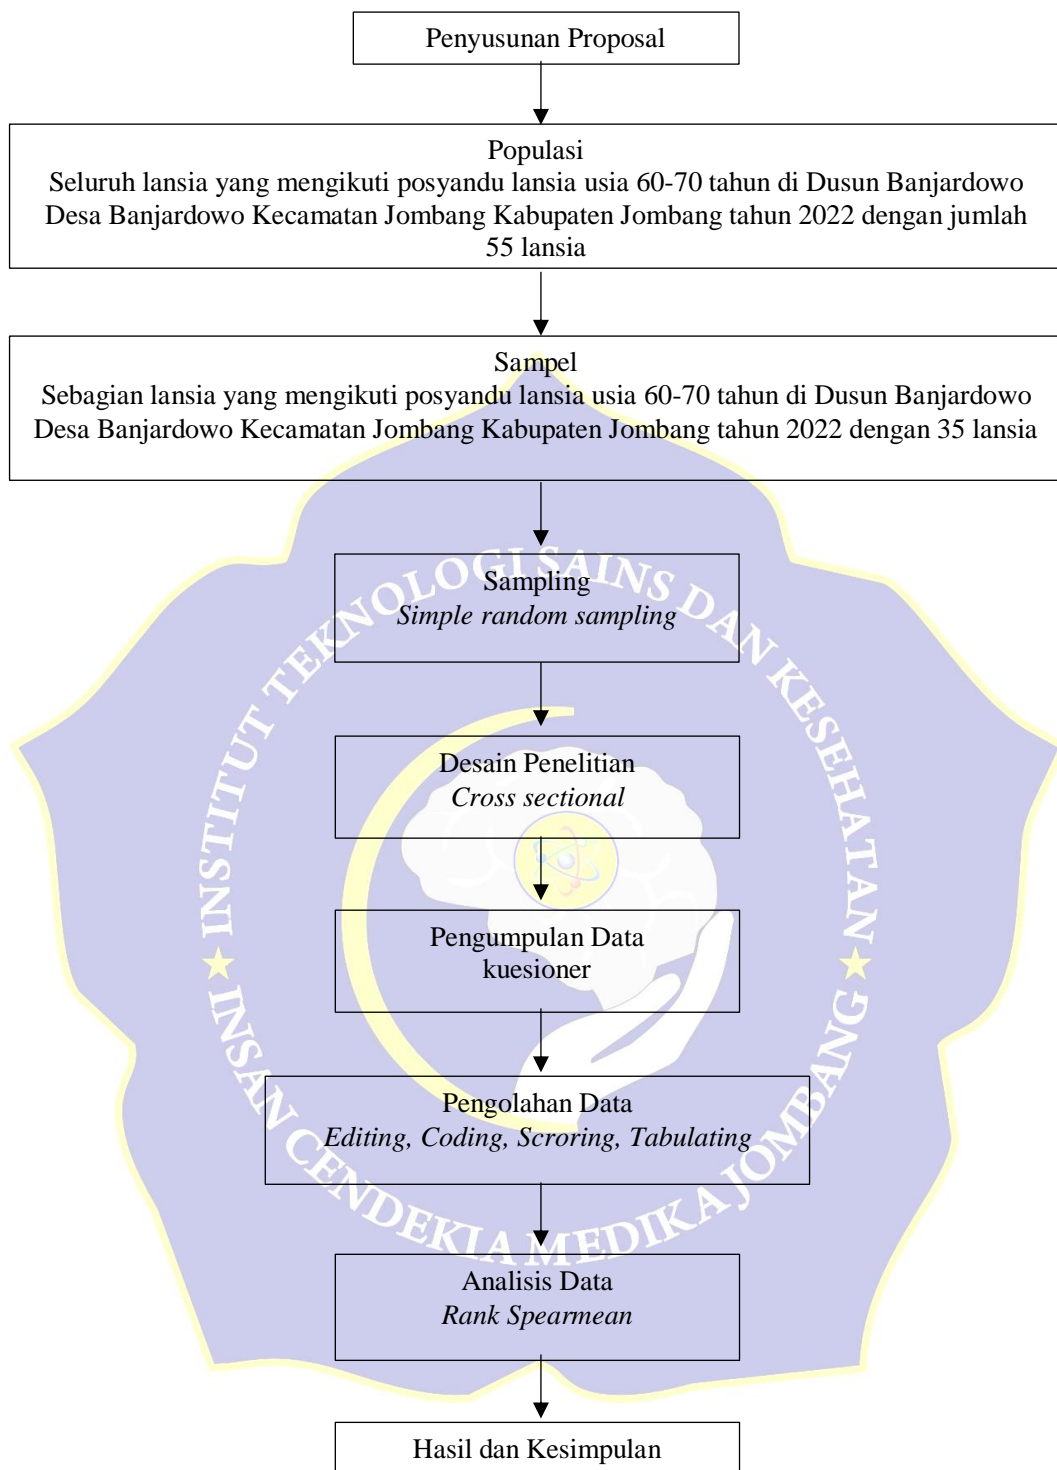 Penyusunan Proposal
Populasi
Seluruh lansia yang mengikuti posyandu lansia usia 60-70 tahun di Dusun Banjardowo
Desa Banjardowo Kecamatan Jombang Kabupaten Jombang tahun 2022 dengan jumlah
55 lansia
Sampel
Sebagian lansia yang mengikuti posyandu lansia usia 60-70 tahun di Dusun Banjardowo
Desa Banjardowo Kecamatan Jombang Kabupaten Jombang tahun 2022 dengan 35 lansia
Sampling
Simple random sampling
Desain Penelitian
Cross sectional
Pengumpulan Data
kuesioner
Pengolahan Data
Editing, Coding, Scroring, Tabulating
Analisis Data
Rank Spearmean
Hasil dan Kesimpulan
INSTITUT TEKNOLOGI SAINS DAN KESEHATAN
INSAN CENDEKIA MEDIKA JOMBANG